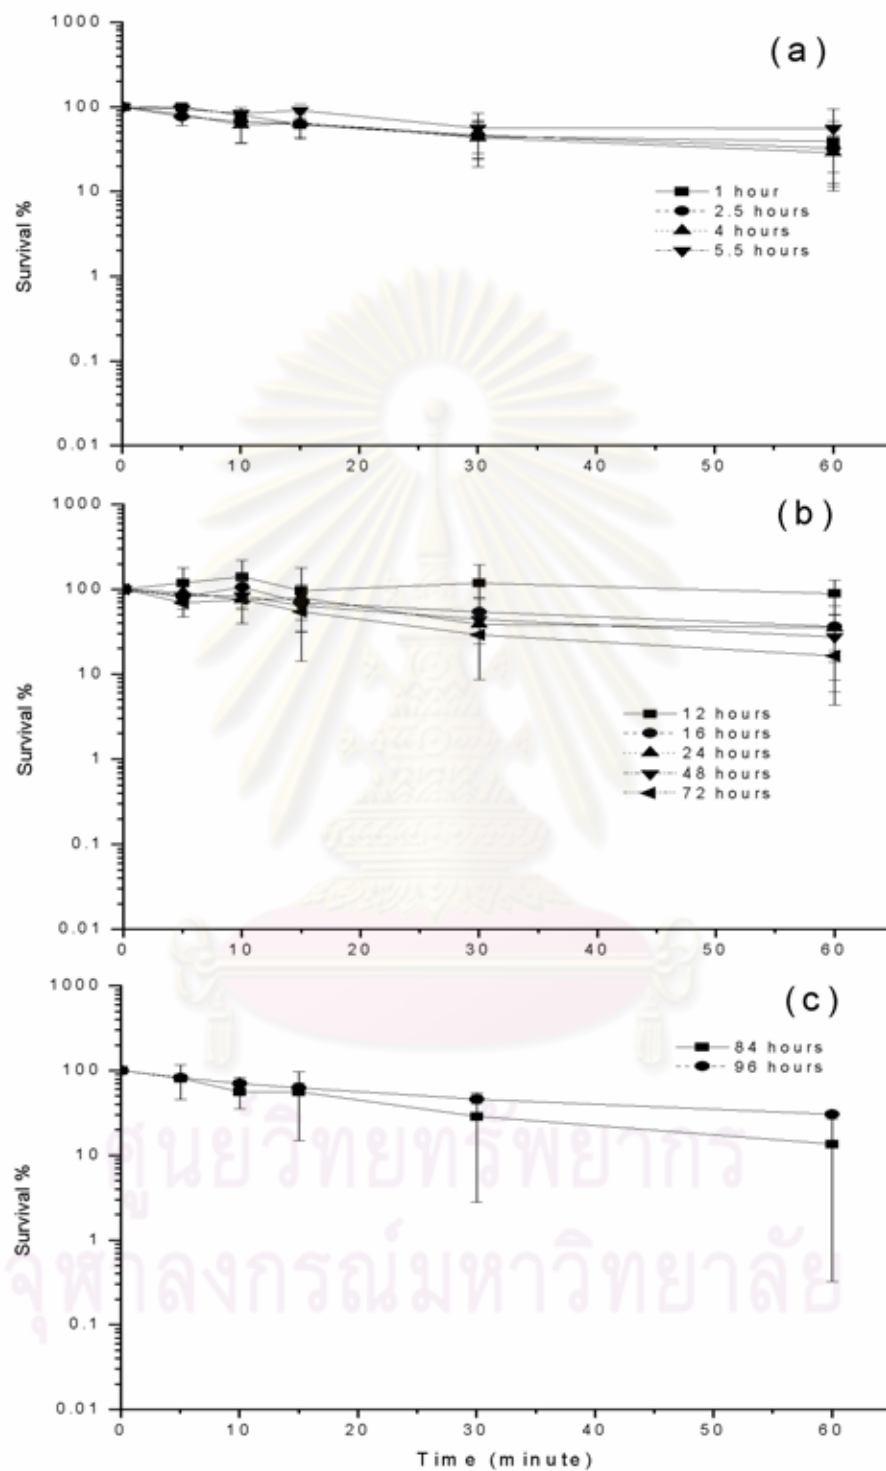 (a)
1000
100
10
1
0.1
0.01
Survival %
1 hour
2.5 hours
4 hours
5.5 hours
0 10 20 30 40 50 60
(b)
1000
100
10
1
0.1
0.01
Survival %
12 hours
16 hours
24 hours
48 hours
72 hours
0 10 20 30 40 50 60
(c)
1000
100
10
1
0.1
0.01
Survival %
84 hours
96 hours
ศูนย์วิทยทรัพยากร
จุฬาลงกรณ์มหาวิทยาลัย
0 10 20 30 40 50 60
Time (minute)